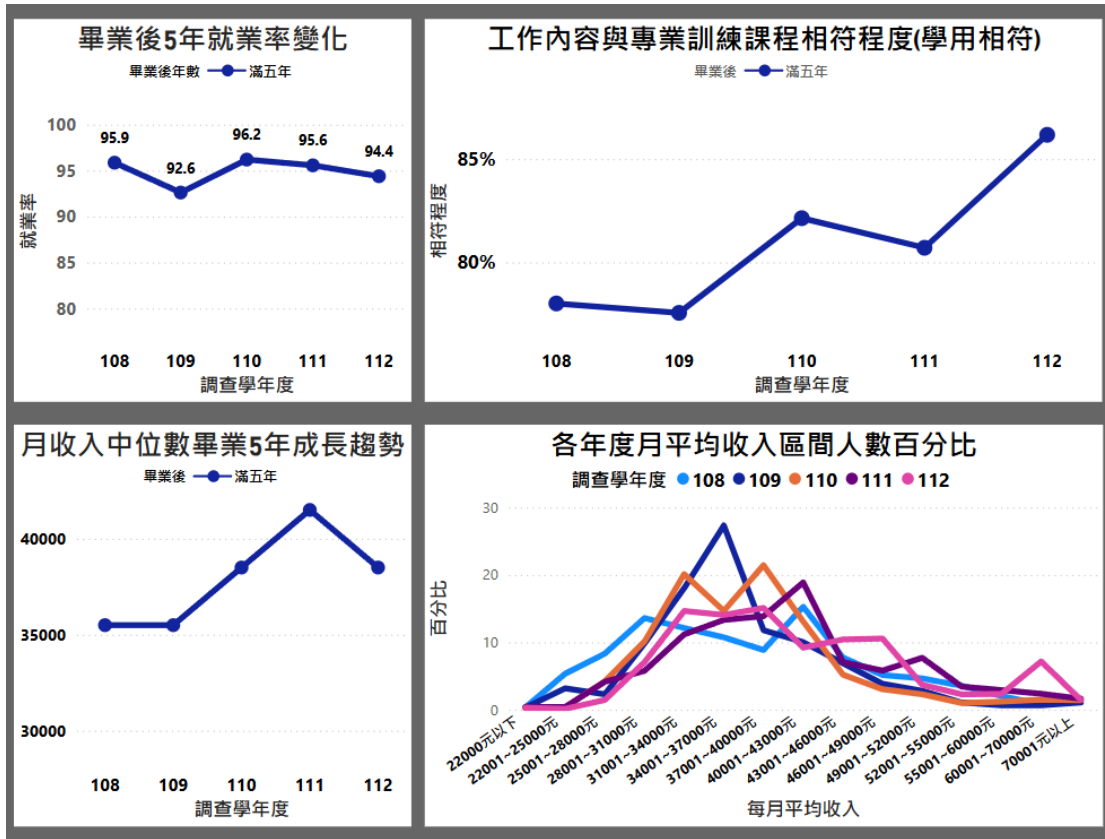 畢業後5年就業率變化
畢業後年數 滿五年
就業率
100
95
90
85
80
95.9
92.6
96.2
95.6
94.4
108 109 110 111 112
調查學年度
工作內容與專業訓練課程相符程度(學用相符)
畢業後 滿五年
相符程度
85%
80%
108 109 110 111 112
調查學年度
月收入中位數畢業5年成長趨勢
畢業後 滿五年
40000
35000
30000
108 109 110 111 112
調查學年度
各年度月平均收入區間人數百分比
調查學年度 108 109 110 111 112
百分比
30
20
10
0
22000元以下
22001~25000元
25001~28000元
28001~31000元
31001~34000元
34001~37000元
37001~40000元
40001~43000元
43001~46000元
46001~49000元
49001~52000元
52001~55000元
55001~60000元
60001~70000元
70001元以上
每月平均收入